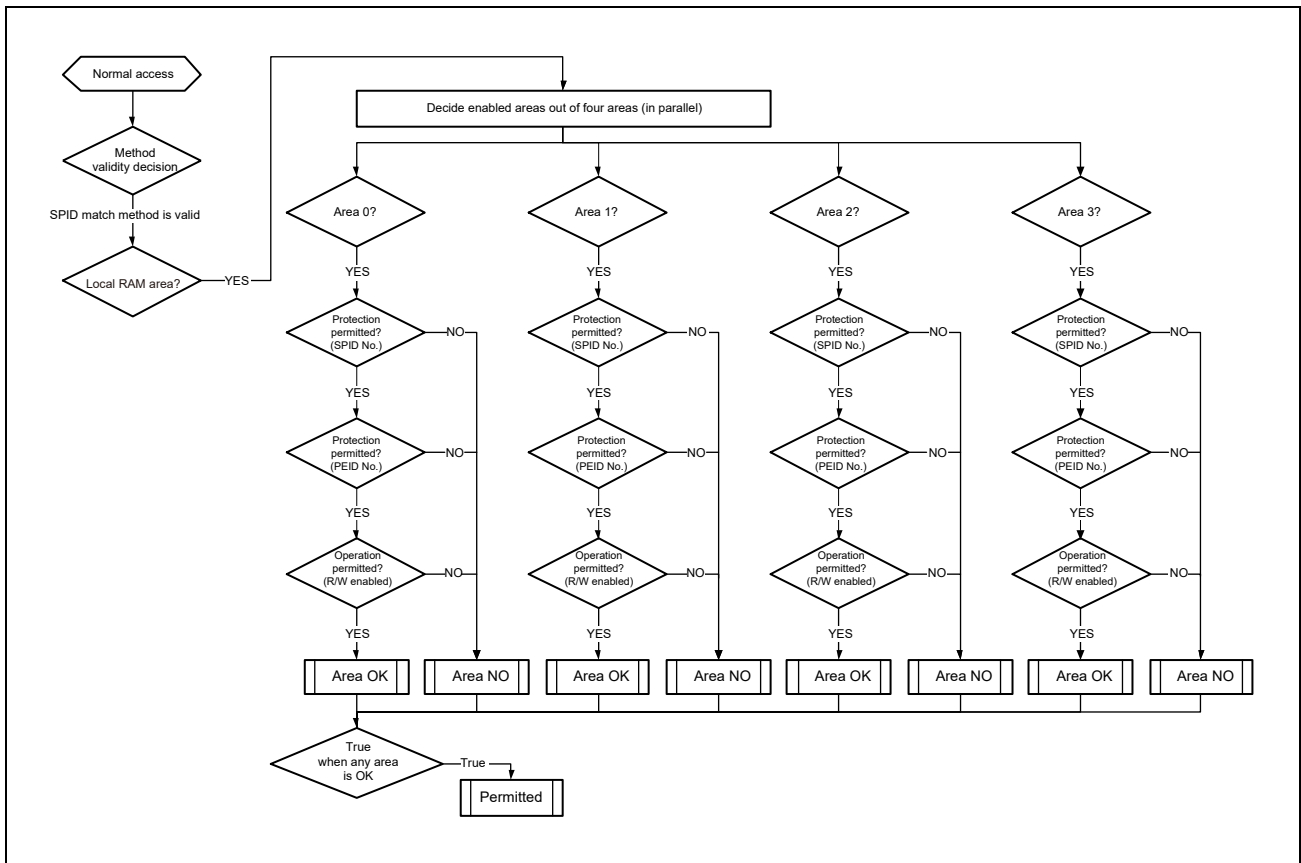 Normal access
Decide enabled areas out of four areas (in parallel)
Method
validity decision
SPID match method is valid
Local RAM area?
YES
Area 0?
Area 1?
Area 2?
Area 3?
YES
YES
YES
YES
Protection
permitted?
(SPID No.)
NO
Protection
permitted?
(SPID No.)
NO
Protection
permitted?
(SPID No.)
NO
Protection
permitted?
(SPID No.)
NO
YES
YES
YES
YES
Protection
permitted?
(PEID No.)
NO
Protection
permitted?
(PEID No.)
NO
Protection
permitted?
(PEID No.)
NO
Protection
permitted?
(PEID No.)
NO
YES
YES
YES
YES
Operation
permitted?
(R/W enabled)
NO
Operation
permitted?
(R/W enabled)
NO
Operation
permitted?
(R/W enabled)
NO
Operation
permitted?
(R/W enabled)
NO
YES
YES
YES
YES
Area OK
Area NO
Area OK
Area NO
Area OK
Area NO
Area OK
Area NO
True
when any area
is OK
True
Permitted